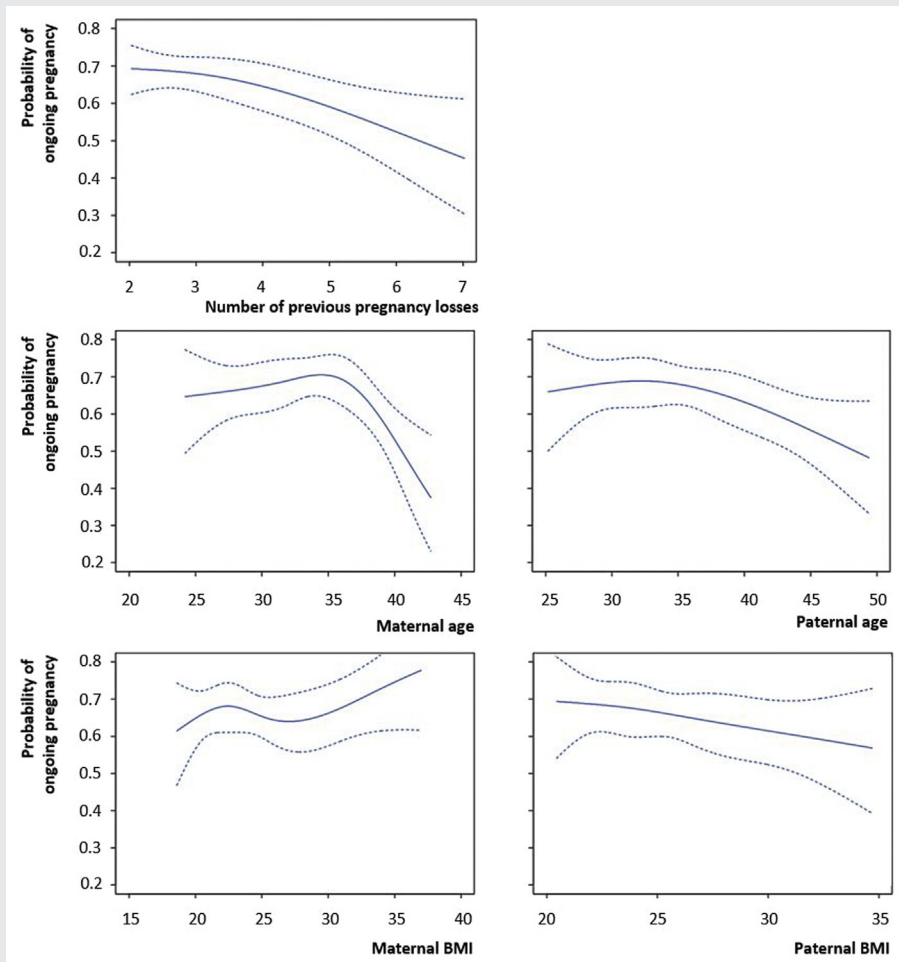 Probability of
ongoing pregnancy
0.8
0.7
0.6
0.5
0.4
0.3
0.2
2 3 4 5 6 7
Number of previous pregnancy losses
Probability of
ongoing pregnancy
0.8
0.7
0.6
0.5
0.4
0.3
0.2
20 25 30 35 40 45
Maternal age
25 30 35 40 45 50
Paternal age
Probability of
ongoing pregnancy
0.8
0.7
0.6
0.5
0.4
0.3
0.2
15 20 25 30 35 40
Maternal BMI
20 25 30 35
Paternal BMI